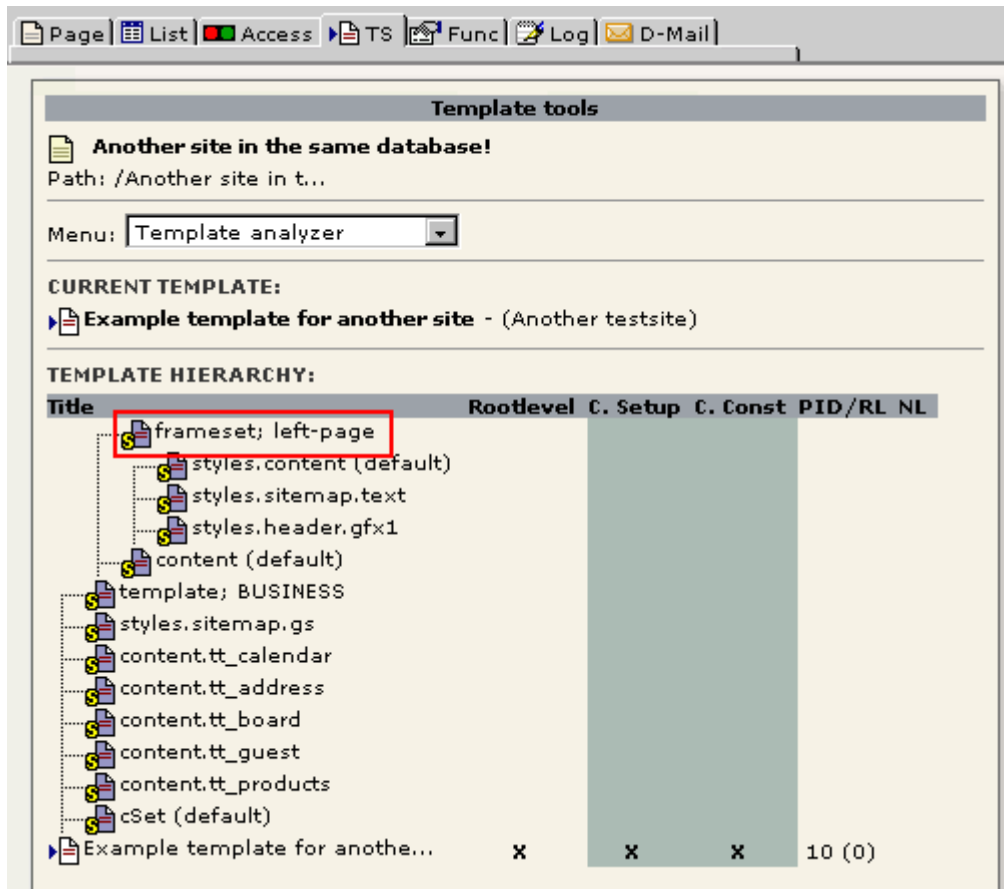 Page List Access TS Func Log D-Mail
Template tools
Another site in the same database!
Path: /Another site in t...
Menu: Template analyzer
CURRENT TEMPLATE:
Example template for another site - (Another testsite)
TEMPLATE HIERARCHY:
Title Rootlevel C. Setup C. Const PID/RL NL
frameset; left-page
styles.content (default)
styles.sitemap.text
styles.header.gfx1
content (default)
template; BUSINESS
styles.sitemap.gs
content.tt_calendar
content.tt_address
content.tt_board
content.tt_guest
content.tt_products
cSet (default)
Example template for anothe... x x x 10 (0)